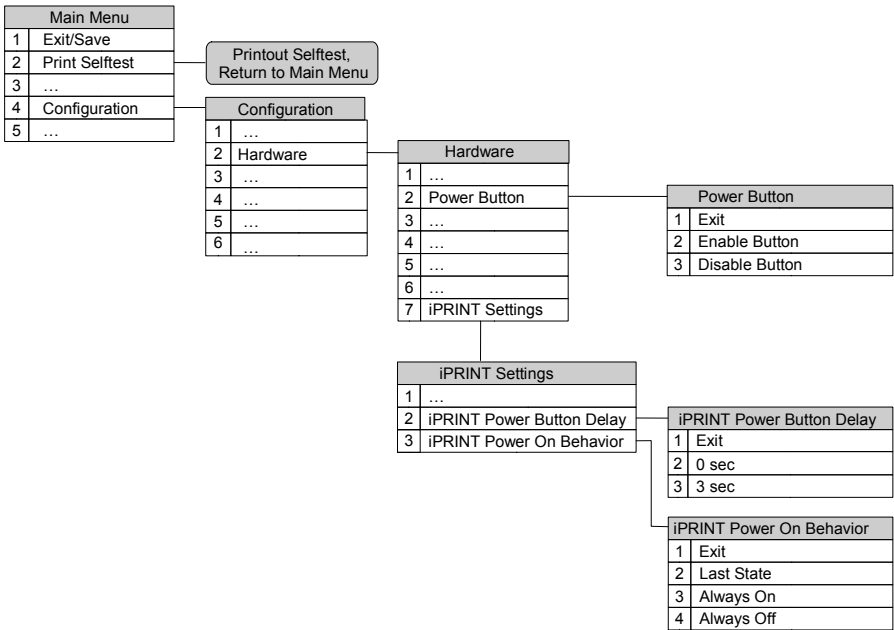 Main Menu
1 Exit/Save
2 Print Selftest
3 …
4 Configuration
5 …
Printout Selftest,
Return to Main Menu
Configuration
1 …
2 Hardware
3 …
4 …
5 …
6 …
Hardware
1 …
2 Power Button
3 …
4 …
5 …
6 …
7 iPRINT Settings
Power Button
1 Exit
2 Enable Button
3 Disable Button
iPRINT Settings
1 …
2 iPRINT Power Button Delay
3 iPRINT Power On Behavior
iPRINT Power Button Delay
1 Exit
2 0 sec
3 3 sec
iPRINT Power On Behavior
1 Exit
2 Last State
3 Always On
4 Always Off